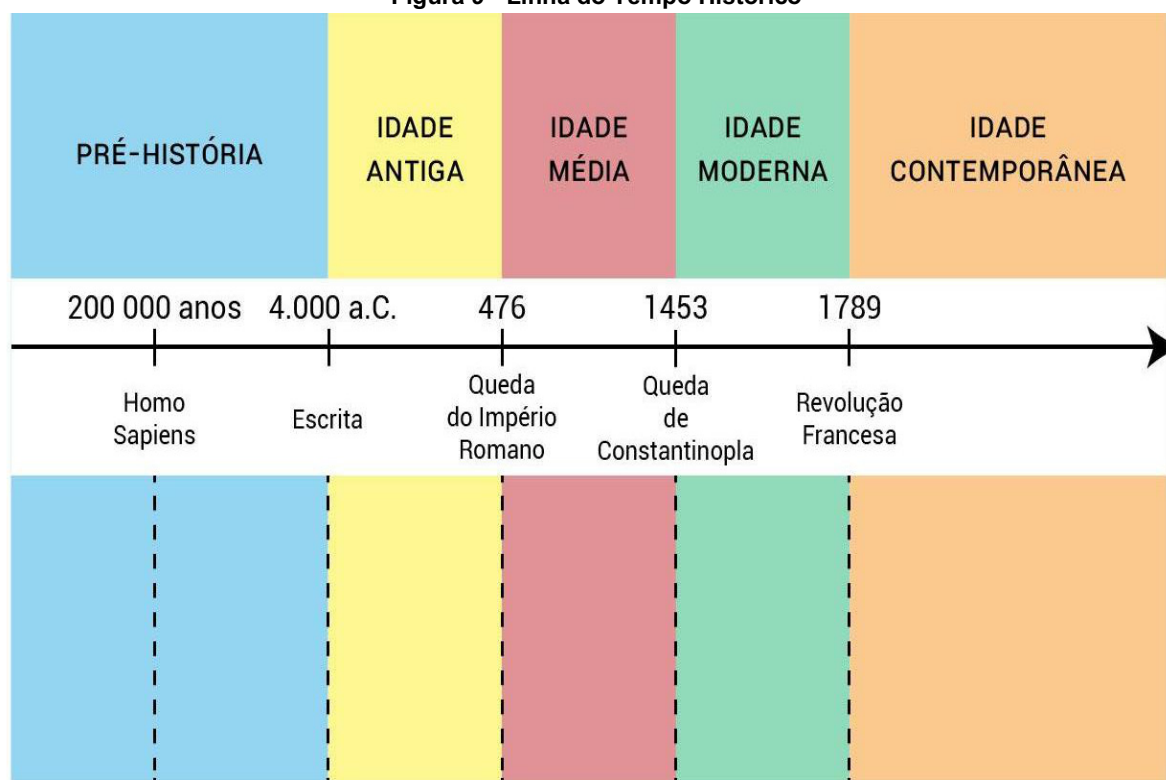 Figura - Linha do Tempo Histórico
PRÉ-HISTÓRIA
IDADE
ANTIGA
IDADE
MÉDIA
IDADE
MODERNA
IDADE
CONTEMPORÂNEA
200 000 anos
4.000 a.C.
476
1453
1789
Homo
Sapiens
Escrita
Queda
do Império
Romano
Queda
de
Constantinopla
Revolução
Francesa